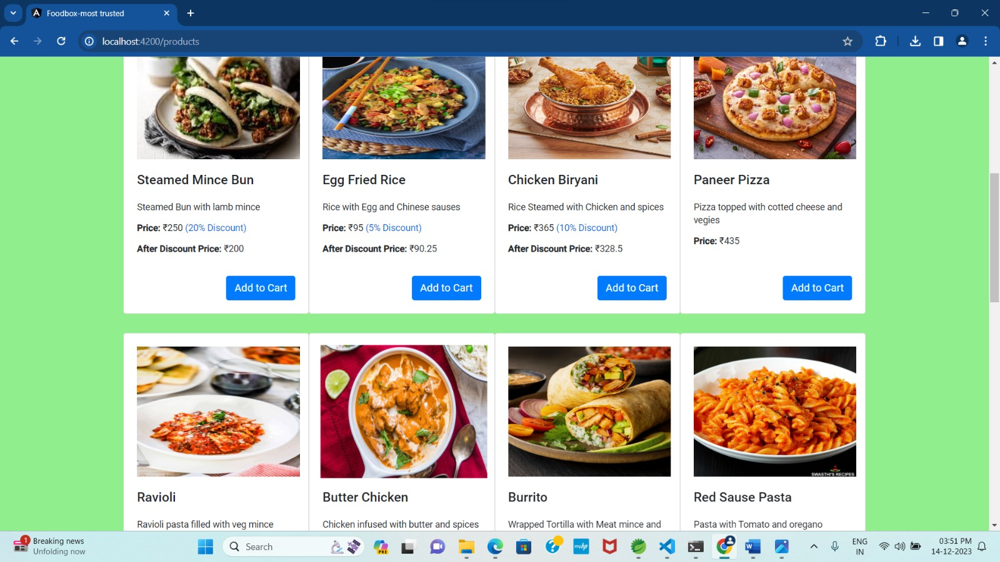 Foodbox-most trusted
localhost:4200/products
Steamed Mince Bun
Steamed Bun with lamb mince
Price: ₹250 (20% Discount)
After Discount Price: ₹200
Add to Cart
Egg Fried Rice
Rice with Egg and Chinese sauses
Price: ₹95 (5% Discount)
After Discount Price: ₹90.25
Add to Cart
Chicken Biryani
Rice Steamed with Chicken and spices
Price: ₹365 (10% Discount)
After Discount Price: ₹328.5
Add to Cart
Paneer Pizza
Pizza topped with cotted cheese and
vegies
Price: ₹435
Add to Cart
Ravioli
Ravioli pasta filled with veg mince
Butter Chicken
Chicken infused with butter and spices
Burrito
Wrapped Tortilla with Meat mince and
SWASTHI'S RECIPES
Red Sause Pasta
Pasta with Tomato and oregano
1
Breaking news
Unfolding now
Search
PRE
myhp
W
ENG
IN
03:51 PM
14-12-2023